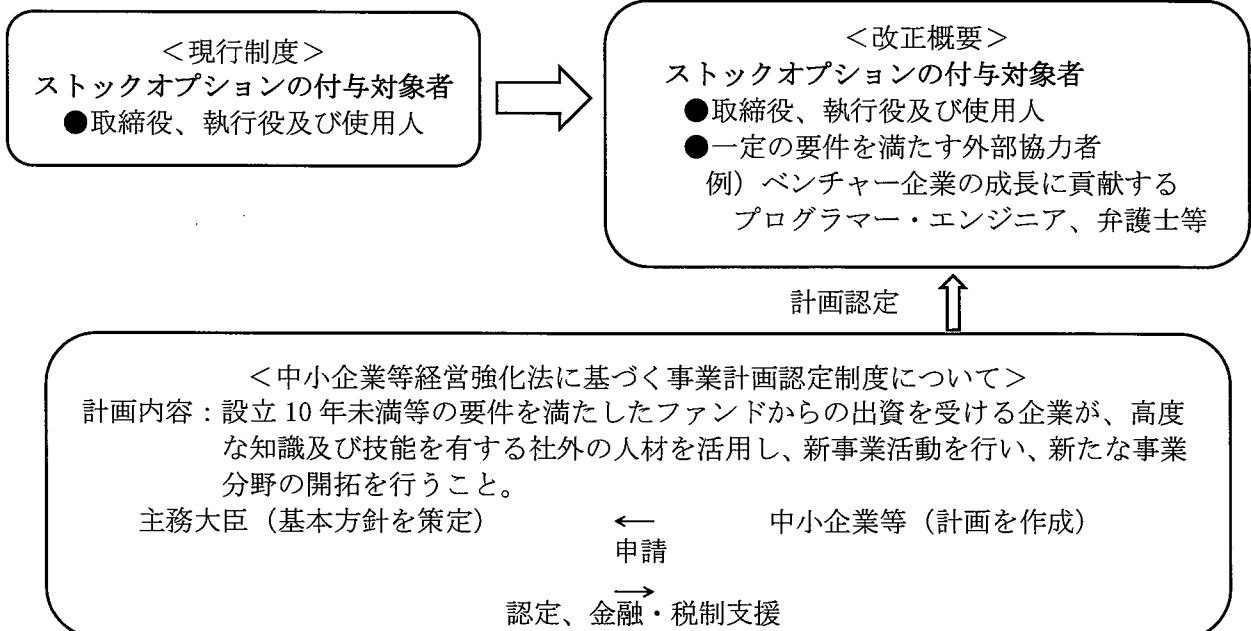 ＜現行制度＞
ストックオプションの付与対象者
●取締役、執行役及び使用人
＜改正概要＞
ストックオプションの付与対象者
●取締役、執行役及び使用人
●一定の要件を満たす外部協力者
例）ベンチャー企業の成長に貢献する
プログラマー・エンジニア、弁護士等
計画認定
＜中小企業等経営強化法に基づく事業計画認定制度について＞
計画内容：設立 10 年未満等の要件を満たしたファンドからの出資を受ける企業が、高度
な知識及び技能を有する社外の人材を活用し、新事業活動を行い、新たな事業
分野の開拓を行うこと。
主務大臣（基本方針を策定） ← 中小企業等（計画を作成）
申請
→
認定、金融・税制支援